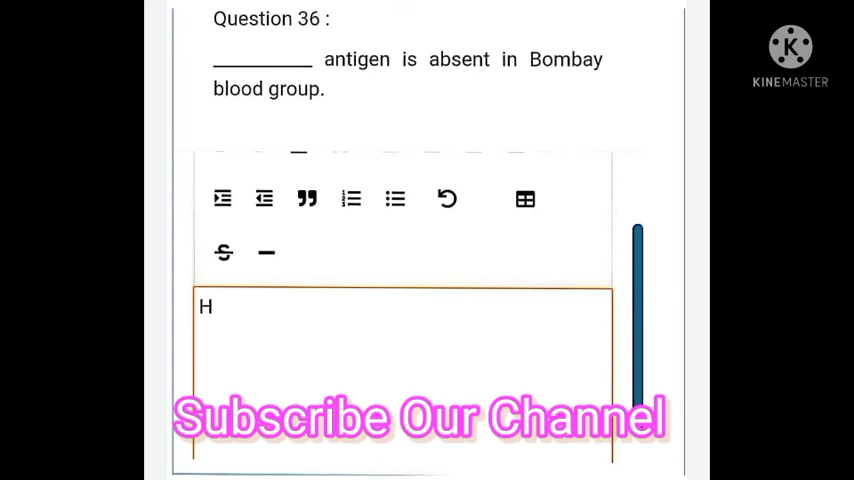 Question 36 :
__________ antigen is absent in Bombay
blood group.
H
Subscribe Our Channel
K
KINEMASTER